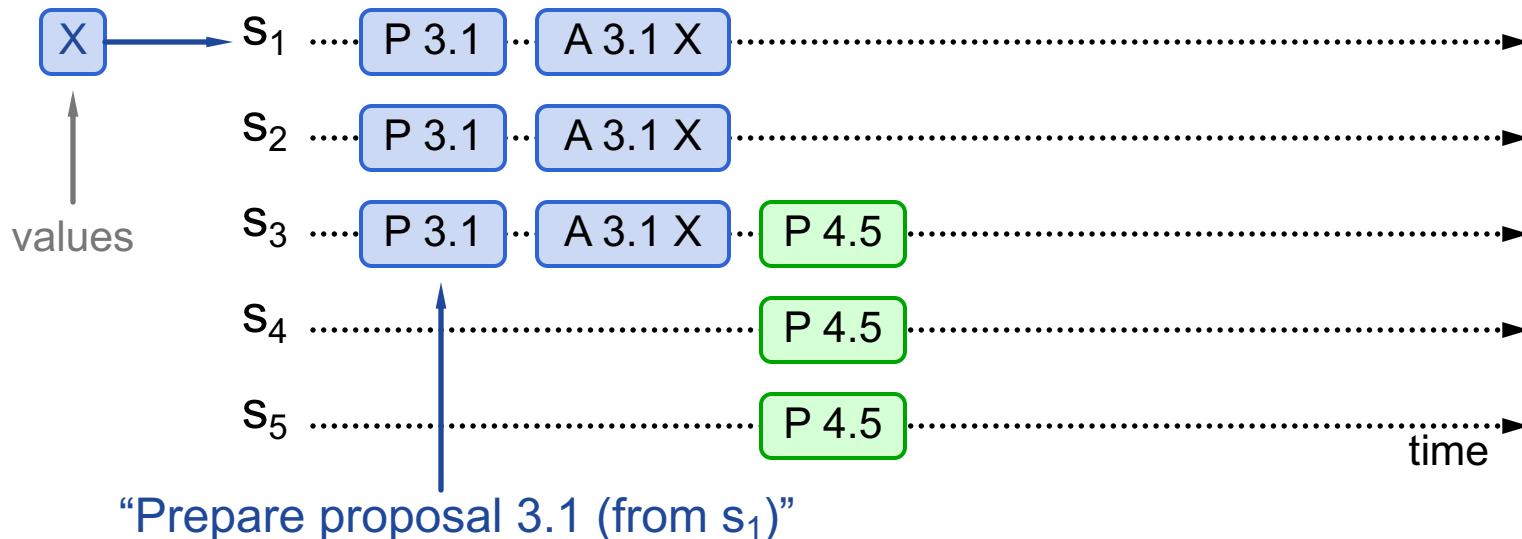 X s₁ P 3.1 A 3.1 X
s₂ P 3.1 A 3.1 X
values s₃ P 3.1 A 3.1 X P 4.5
s₄ P 4.5
s₅ P 4.5
time
“Prepare proposal 3.1 (from s₁)”